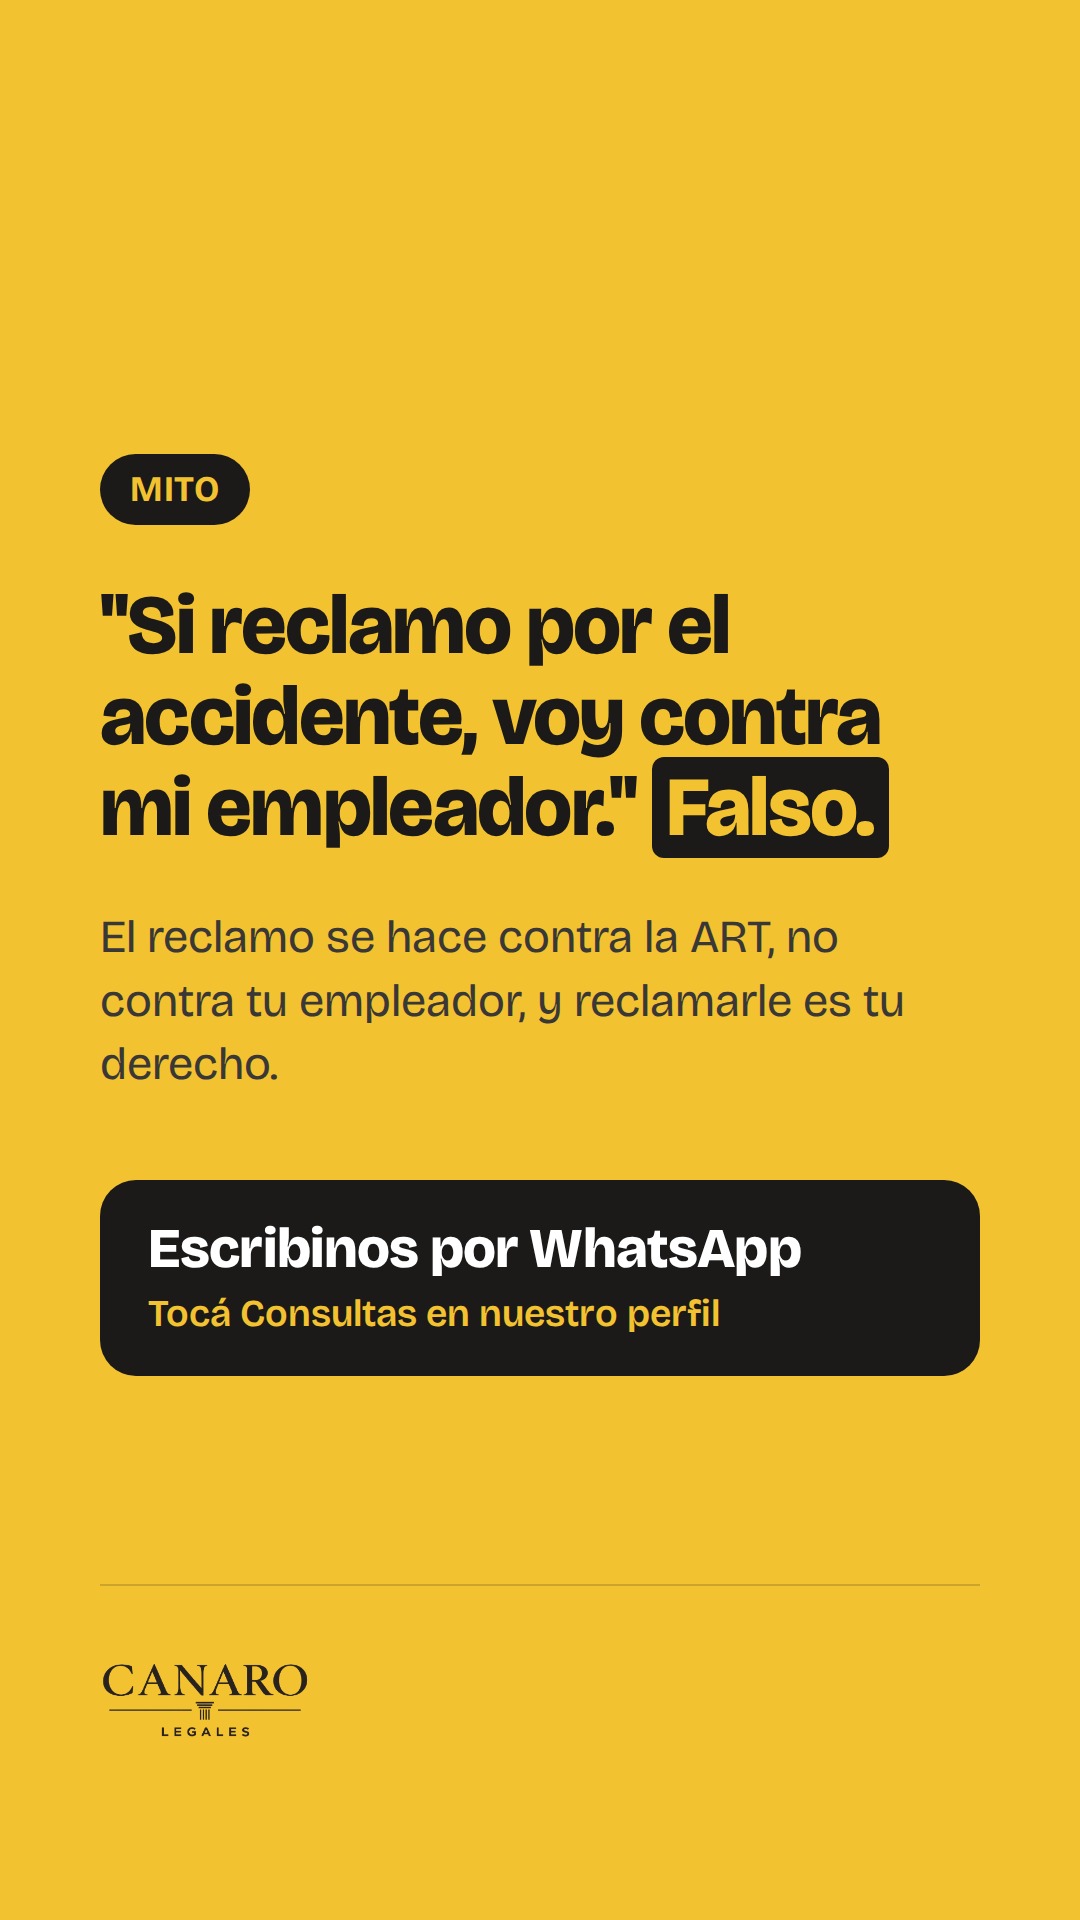 MITO
"Si reclamo por el
accidente, voy contra
mi empleador." Falso.
El reclamo se hace contra la ART, no
contra tu empleador, y reclamarle es tu
derecho.
Escribinos por WhatsApp
Tocá Consultas en nuestro perfil
CANARO
LEGALES